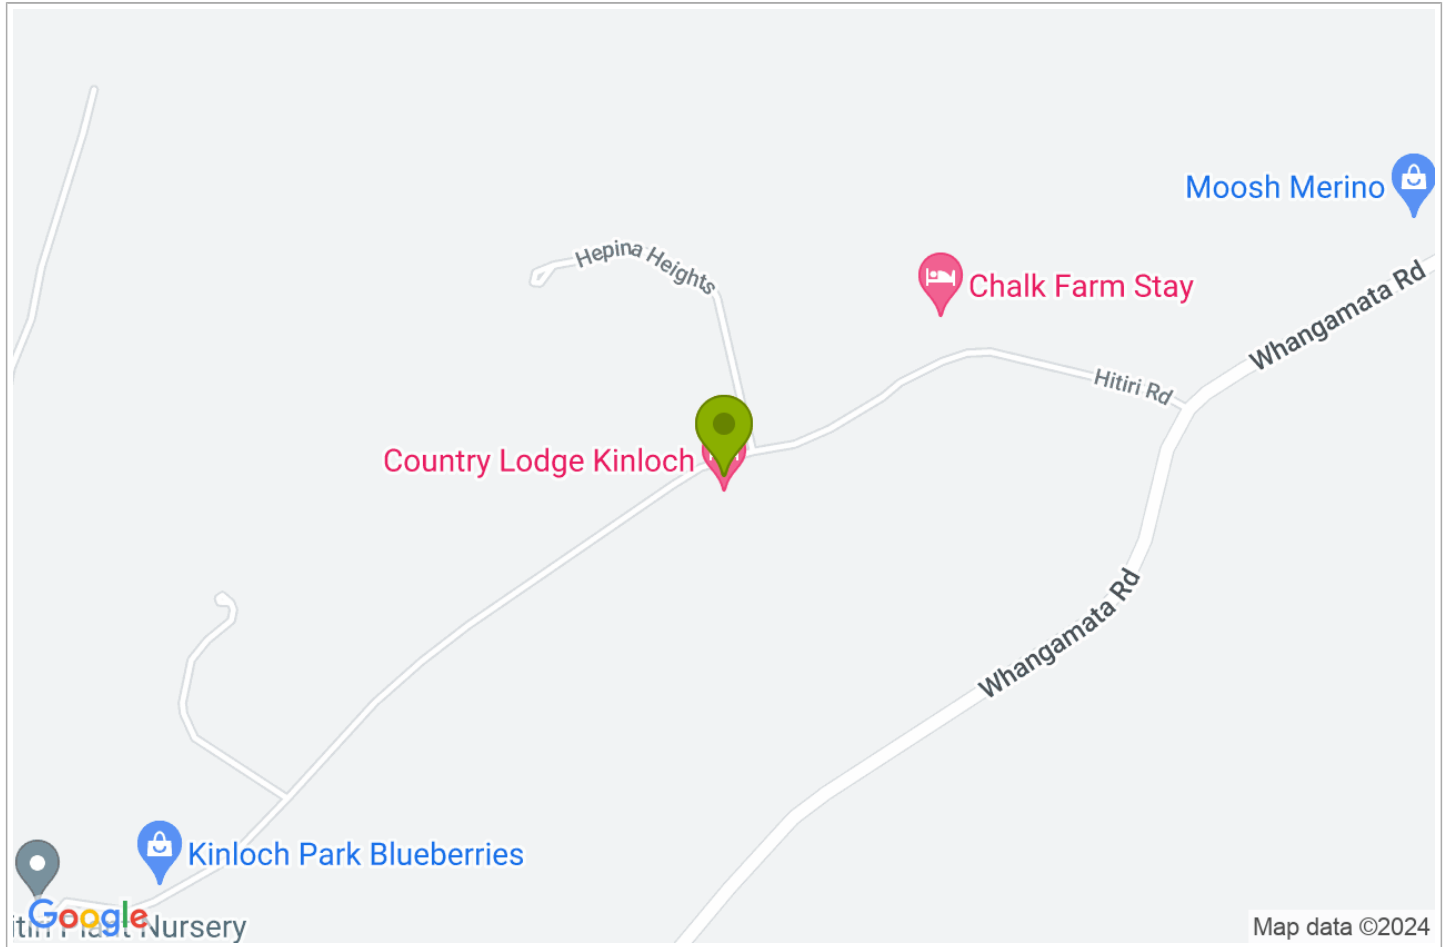 Moosh Merino
Hepina Heights
Chalk Farm Stay
Whangamata Rd
Hitiri Rd
Country Lodge Kinloch
Whangamata Rd
Kinloch Park Blueberries
Google
Nursery
Map data ©2024